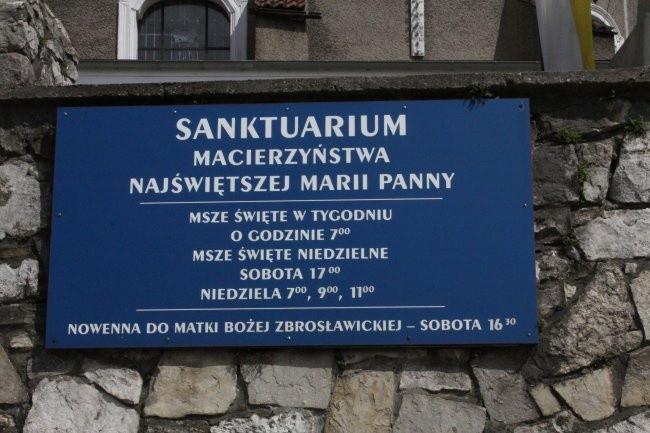 SANKTUARIUM
MACIERZYŃSTWA
NAJŚWIĘTSZEJ MARII PANNY
MSZE ŚWIĘTE W TYGODNIU
O GODZINIE 7⁰⁰
MSZE ŚWIĘTE NIEDZIELNE
SOBOTA 17⁰⁰
NIEDZIELA 7⁰⁰, 9⁰⁰, 11⁰⁰
NOWENNA DO MATKI BOŻEJ ZBROSŁAWICKIEJ – SOBOTA 16³⁰